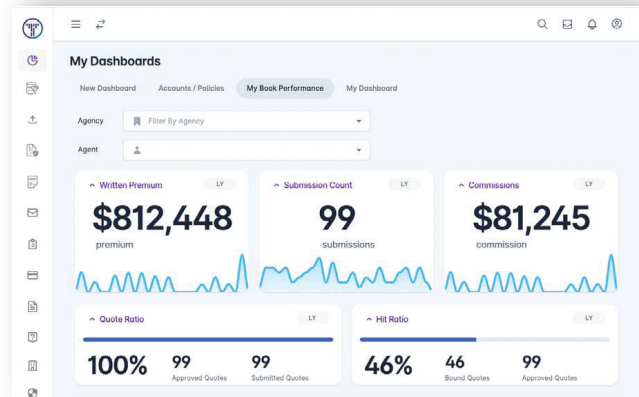 My Dashboards
New Dashboard Accounts / Policies My Book Performance My Dashboard
Agency Filter By Agency
Agent
Written Premium LY
$812,448
premium
Submission Count LY
99
submissions
Commissions LY
$81,245
commission
Quote Ratio LY
100%
99
Approved Quotes
99
Submitted Quotes
Hit Ratio LY
46%
46
Bound Quotes
99
Approved Quotes